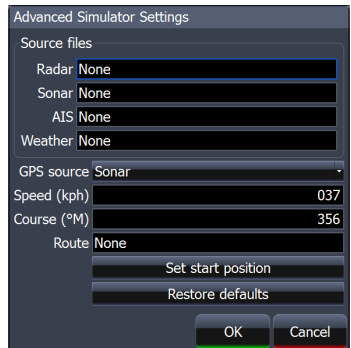 Advanced Simulator Settings
Source files
Radar None
Sonar None
AIS None
Weather None
GPS source Sonar
Speed (kph) 037
Course (°M) 356
Route None
Set start position
Restore defaults
OK Cancel